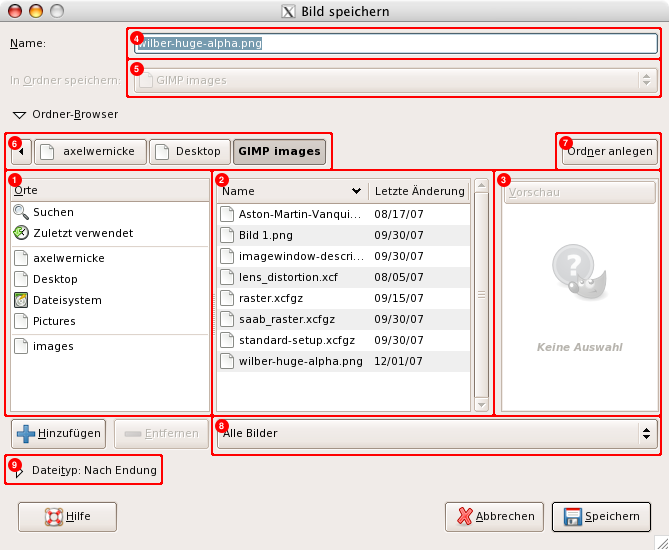 Bild speichern
Name: 4 wilber-huge-alpha.png
In Ordner speichern: 5 GIMP images
Ordner-Browser
6 axelwernicke Desktop GIMP images 7 Ordner anlegen
1 2 3
Orte Name Letzte Änderung Vorschau
Suchen Aston-Martin-Vanqui... 08/17/07
Zuletzt verwendet Bild 1.png 09/30/07
axelwernicke imagewindow-descri... 09/30/07
Desktop lens_distortion.xcf 08/05/07
Dateisystem raster.xcfgz 09/15/07
Pictures saab_raster.xcfgz 09/30/07
images standard-setup.xcfgz 09/30/07
wilber-huge-alpha.png 12/01/07
Keine Auswahl
Hinzufügen Entfernen 8 Alle Bilder
9 Dateityp: Nach Endung
Hilfe Abbrechen Speichern